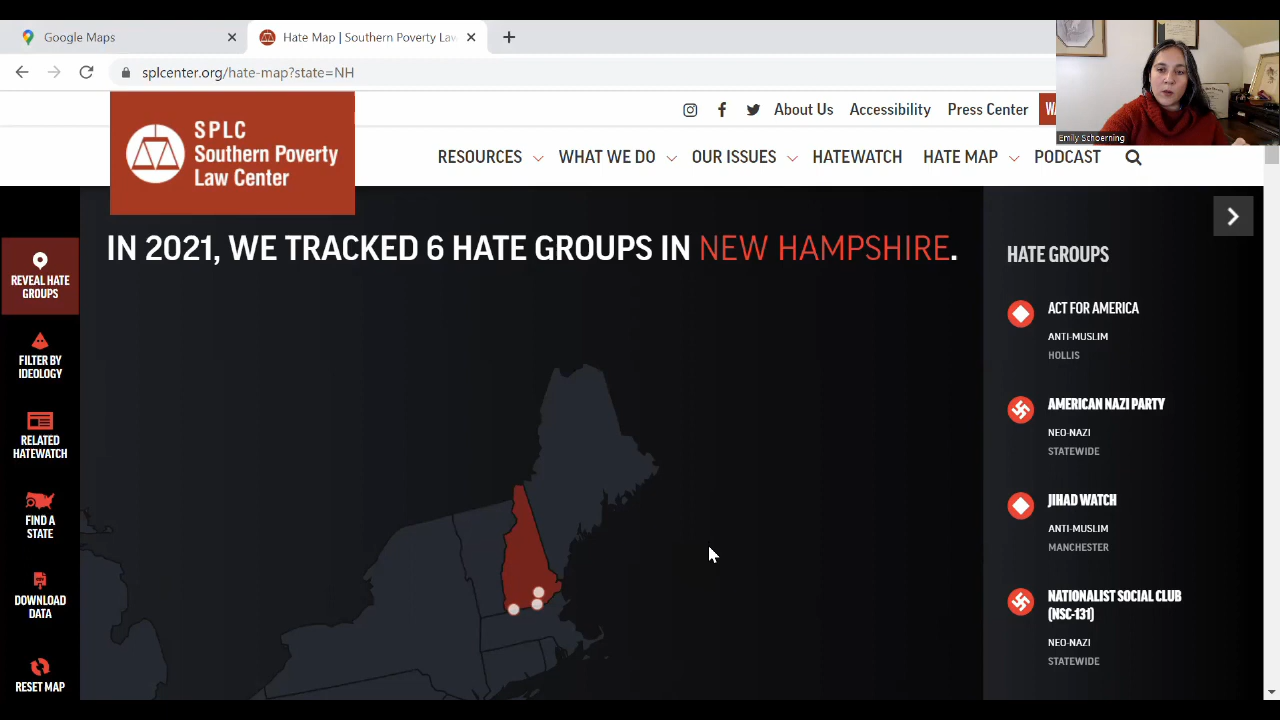 Google Maps
Hate Map | Southern Poverty Law
splcenter.org/hate-map?state=NH
Emily Schoerning
About Us
Accessibility
Press Center
SPLC
Southern Poverty
Law Center
RESOURCES
WHAT WE DO
OUR ISSUES
HATEWATCH
HATE MAP
PODCAST
REVEAL HATE
GROUPS
FILTER BY
IDEOLOGY
RELATED
HATEWATCH
FIND A
STATE
DOWNLOAD
DATA
RESET MAP
IN 2021, WE TRACKED 6 HATE GROUPS IN NEW HAMPSHIRE.
HATE GROUPS
ACT FOR AMERICA
ANTI-MUSLIM
HOLLIS
AMERICAN NAZI PARTY
NEO-NAZI
STATEWIDE
JIHAD WATCH
ANTI-MUSLIM
MANCHESTER
NATIONALIST SOCIAL CLUB
(NSC-131)
NEO-NAZI
STATEWIDE